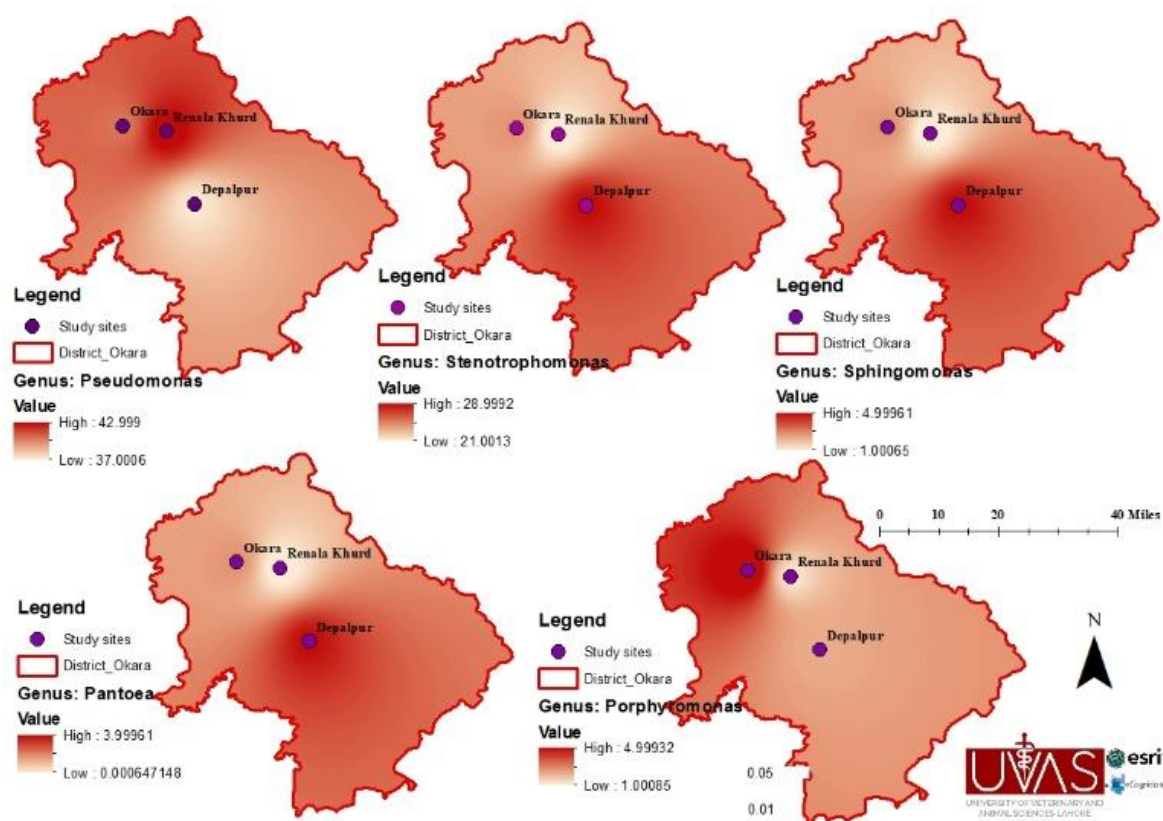 Okara
Renala Khurd
Depalpur
Legend
Study sites
District_Okara
Genus: Pseudomonas
Value
High : 42.999
Low : 37.0006
Okara
Renala Khurd
Depalpur
Legend
Study sites
District_Okara
Genus: Stenotrophomonas
Value
High : 28.9992
Low : 21.0013
Okara
Renala Khurd
Depalpur
Legend
Study sites
District_Okara
Genus: Sphingomonas
Value
High : 4.99961
Low : 1.00065
Okara
Renala Khurd
Depalpur
Legend
Study sites
District_Okara
Genus: Pantoea
Value
High : 3.99961
Low : 0.000647148
0 10 20 40 Miles
Okara
Renala Khurd
Depalpur
Legend
Study sites
District_Okara
Genus: Porphyromonas
Value
High : 4.99932
Low : 1.00085
0.05
0.01
N
UVAS
UNIVERSITY OF VETERINARY AND
ANIMAL SCIENCES LAHORE
esri
eCognition